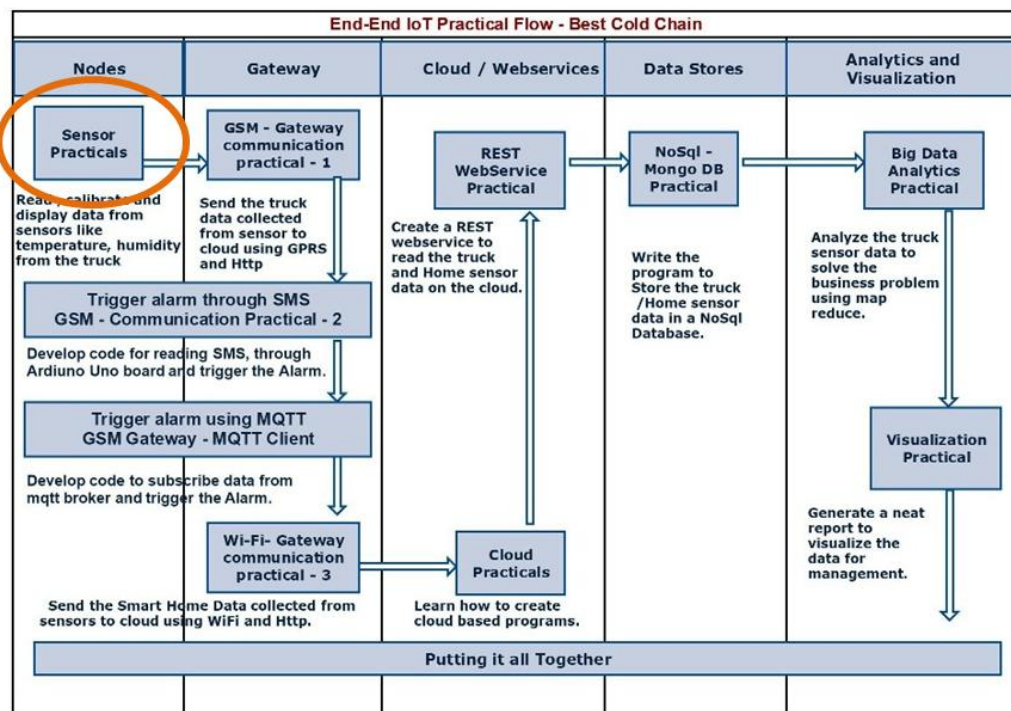 End-End IoT Practical Flow - Best Cold Chain
Nodes
Gateway
Cloud / Webservices
Data Stores
Analytics and
Visualization
Sensor
Practicals
Read, calibrate and
display data from
sensors like
temperature, humidity
from the truck
GSM - Gateway
communication
practical - 1
Send the truck
data collected
from sensor to
cloud using GPRS
and Http
Trigger alarm through SMS
GSM - Communication Practical - 2
Develop code for reading SMS, through
Ardiuno Uno board and trigger the Alarm.
Trigger alarm using MQTT
GSM Gateway - MQTT Client
Develop code to subscribe data from
mqtt broker and trigger the Alarm.
Wi-Fi- Gateway
communication
practical - 3
Send the Smart Home Data collected from
sensors to cloud using WiFi and Http.
Cloud
Practicals
Learn how to create
cloud based programs.
REST
WebService
Practical
Create a REST
webservice to
read the truck
and Home sensor
data on the cloud.
NoSql -
Mongo DB
Practical
Write the
program to
Store the truck
/Home sensor
data in a NoSql
Database.
Big Data
Analytics
Practical
Analyze the truck
sensor data to
solve the
business problem
using map
reduce.
Visualization
Practical
Generate a neat
report to
visualize the
data for
management.
Putting it all Together